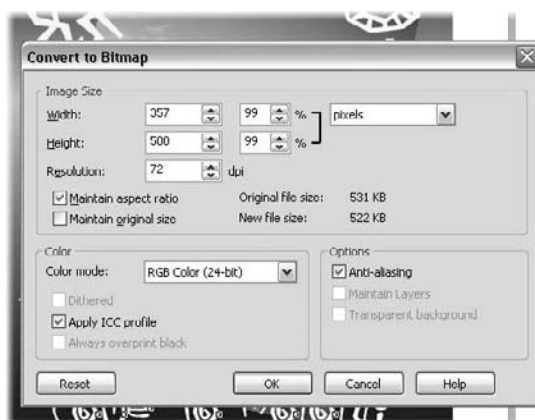 Convert to Bitmap
Image Size
Width: 357 99 % pixels
Height: 500 99 %
Resolution: 72 dpi
Maintain aspect ratio Original file size: 531 KB
Maintain original size New file size: 522 KB
Color
Color mode: RGB Color (24-bit)
Dithered
Apply ICC profile
Always overprint black
Options
Anti-aliasing
Maintain Layers
Transparent background
Reset OK Cancel Help